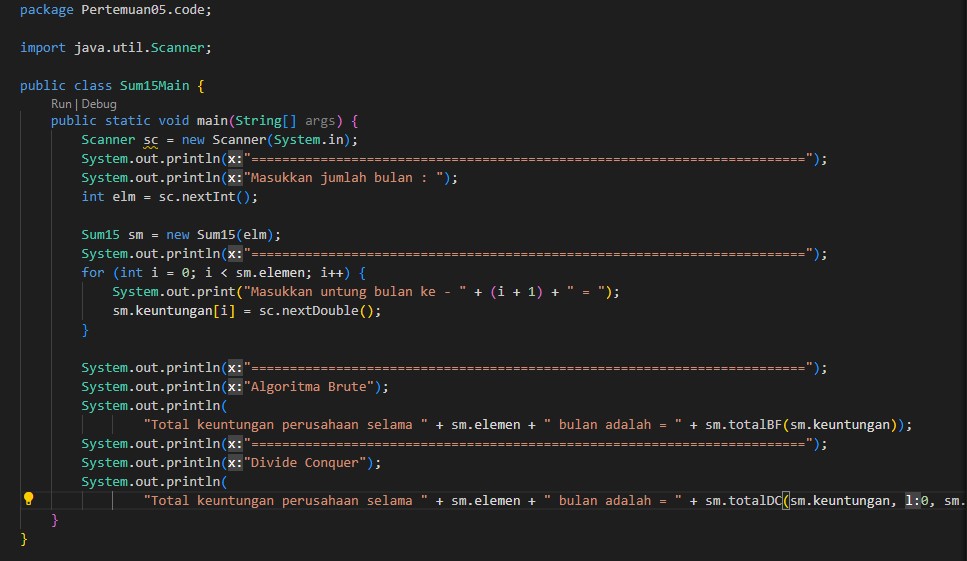 package Pertemuan05.code;
import java.util.Scanner;
public class Sum15Main {
Run | Debug
public static void main(String[] args) {
Scanner sc = new Scanner(System.in);
System.out.println(x:"========================================================================");
System.out.println(x:"Masukkan jumlah bulan : ");
int elm = sc.nextInt();
Sum15 sm = new Sum15(elm);
System.out.println(x:"========================================================================");
for (int i = 0; i < sm.elemen; i++) {
System.out.print("Masukkan untung bulan ke - " + (i + 1) + " = ");
sm.keuntungan[i] = sc.nextDouble();
}
System.out.println(x:"========================================================================");
System.out.println(x:"Algoritma Brute");
System.out.println(
"Total keuntungan perusahaan selama " + sm.elemen + " bulan adalah = " + sm.totalBF(sm.keuntungan));
System.out.println(x:"========================================================================");
System.out.println(x:"Divide Conquer");
System.out.println(
"Total keuntungan perusahaan selama " + sm.elemen + " bulan adalah = " + sm.totalDC(sm.keuntungan, l:0, sm.
}
}